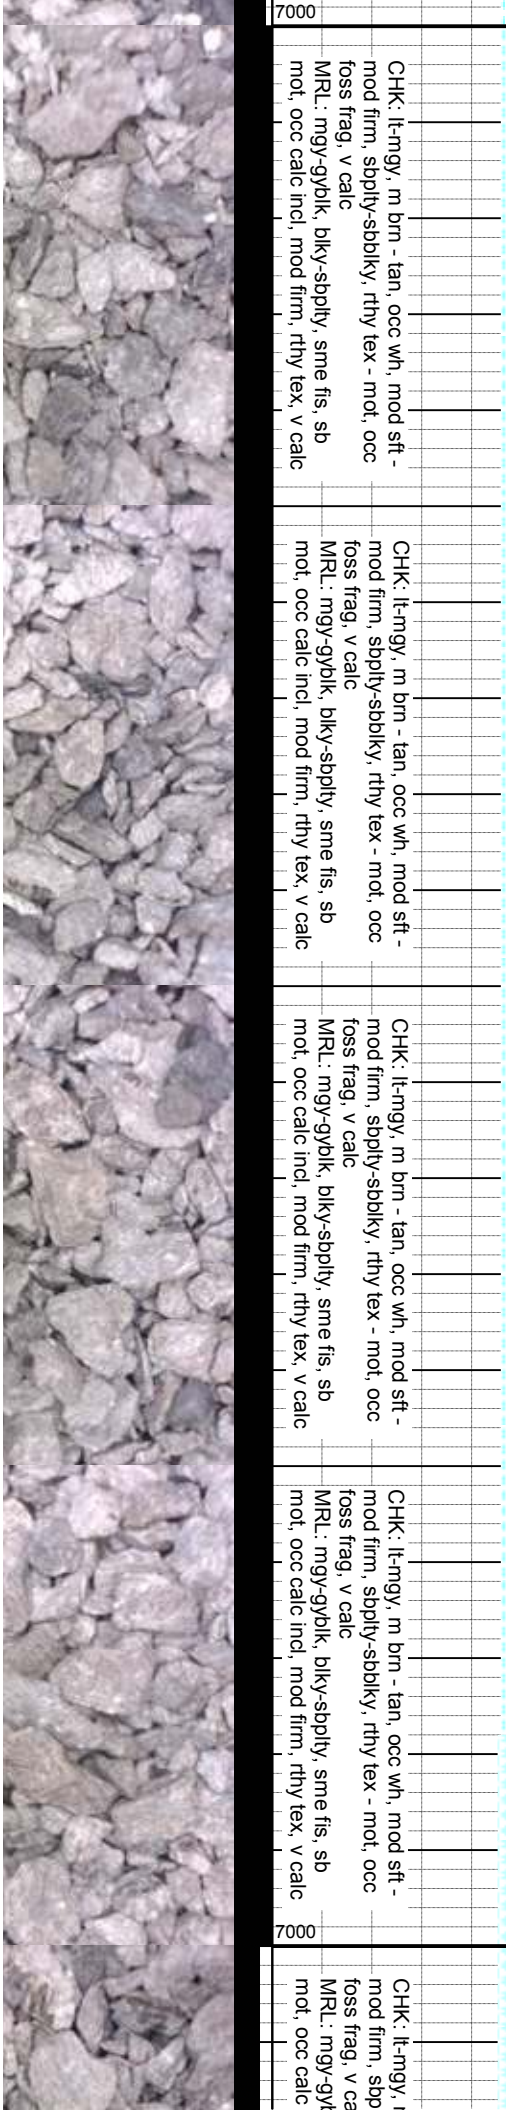 7000
CHK: lt-mgy, m brn - tan, occ wh, mod sft -
mod firm, sbplty-sbblky, rthy tex - mot, occ
foss frag, v calc
MRL: mgy-gyblk, blky-sbplty, sme fis, sb
mot, occ calc incl, mod firm, rthy tex, v calc
CHK: lt-mgy, m brn - tan, occ wh, mod sft -
mod firm, sbplty-sbblky, rthy tex - mot, occ
foss frag, v calc
MRL: mgy-gyblk, blky-sbplty, sme fis, sb
mot, occ calc incl, mod firm, rthy tex, v calc
CHK: lt-mgy, m brn - tan, occ wh, mod sft -
mod firm, sbplty-sbblky, rthy tex - mot, occ
foss frag, v calc
MRL: mgy-gyblk, blky-sbplty, sme fis, sb
mot, occ calc incl, mod firm, rthy tex, v calc
CHK: lt-mgy, m brn - tan, occ wh, mod sft -
mod firm, sbplty-sbblky, rthy tex - mot, occ
foss frag, v calc
MRL: mgy-gyblk, blky-sbplty, sme fis, sb
mot, occ calc incl, mod firm, rthy tex, v calc
7000
CHK: lt-mgy,
mod firm, sbp
foss frag, v ca
MRL: mgy-gy
mot, occ calc